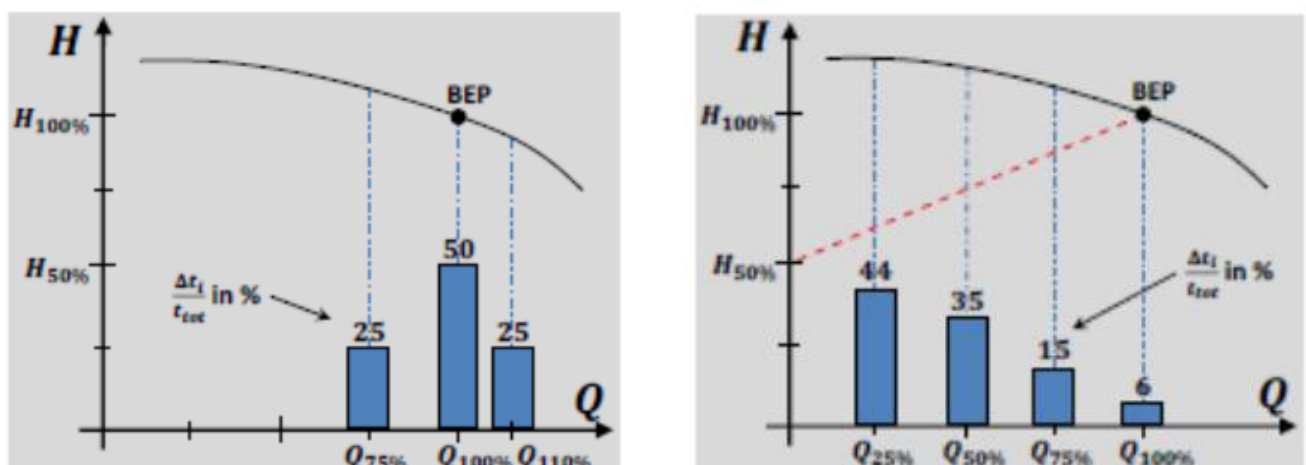 H
BEP
H100%
50
H50%
Δti/ttot in %
25
25
Q
Q75% Q100% Q110%
H
BEP
H100%
H50%
44
35
Δti/ttot in %
15
6
Q
Q25% Q50% Q75% Q100%